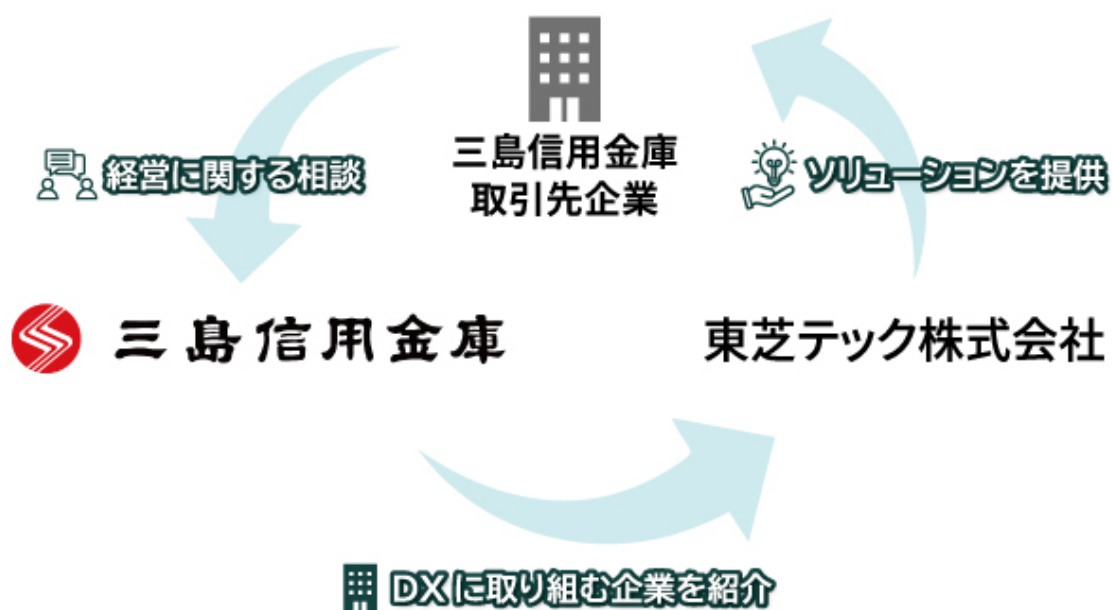 三島信用金庫
取引先企業
経営に関する相談
ソリューションを提供
三島信用金庫
東芝テック株式会社
DXに取り組む企業を紹介